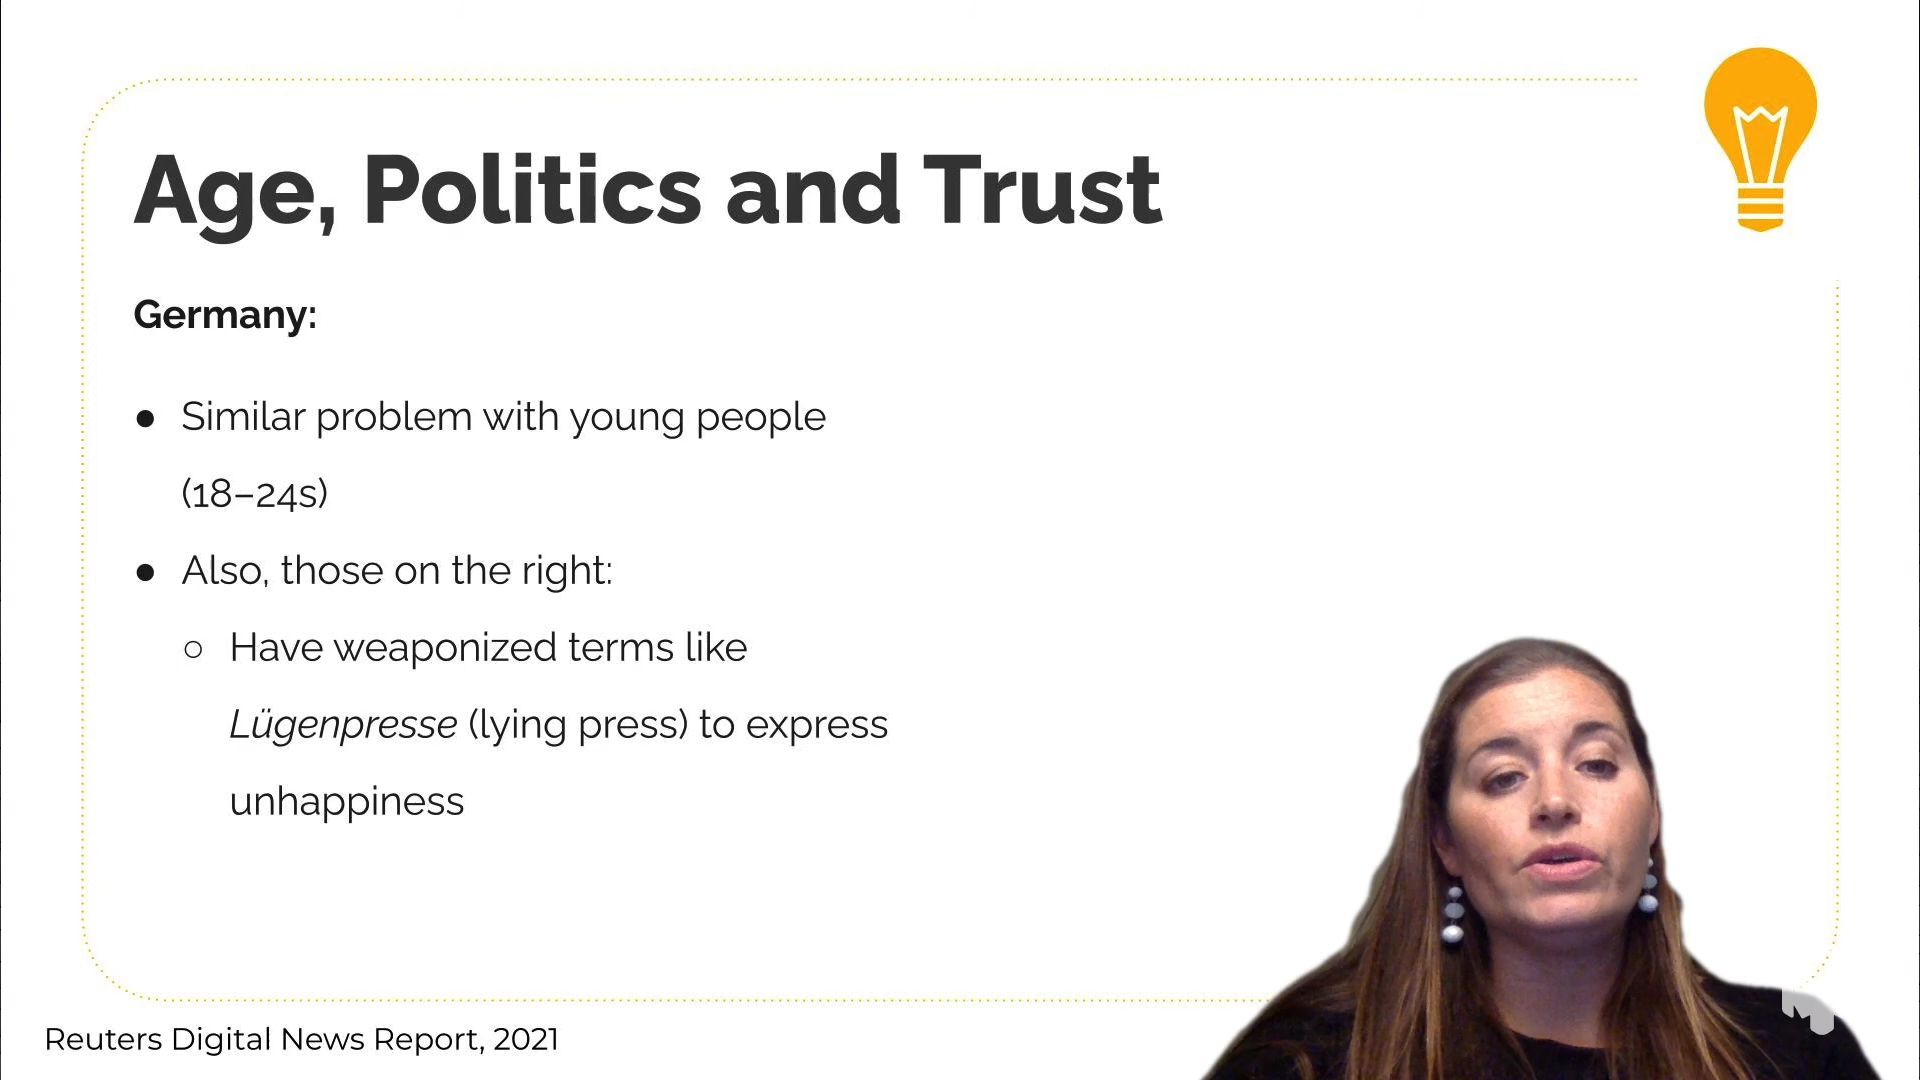 Age, Politics and Trust
Germany:
● Similar problem with young people
(18–24s)
● Also, those on the right:
○ Have weaponized terms like
Lügenpresse (lying press) to express
unhappiness
Reuters Digital News Report, 2021